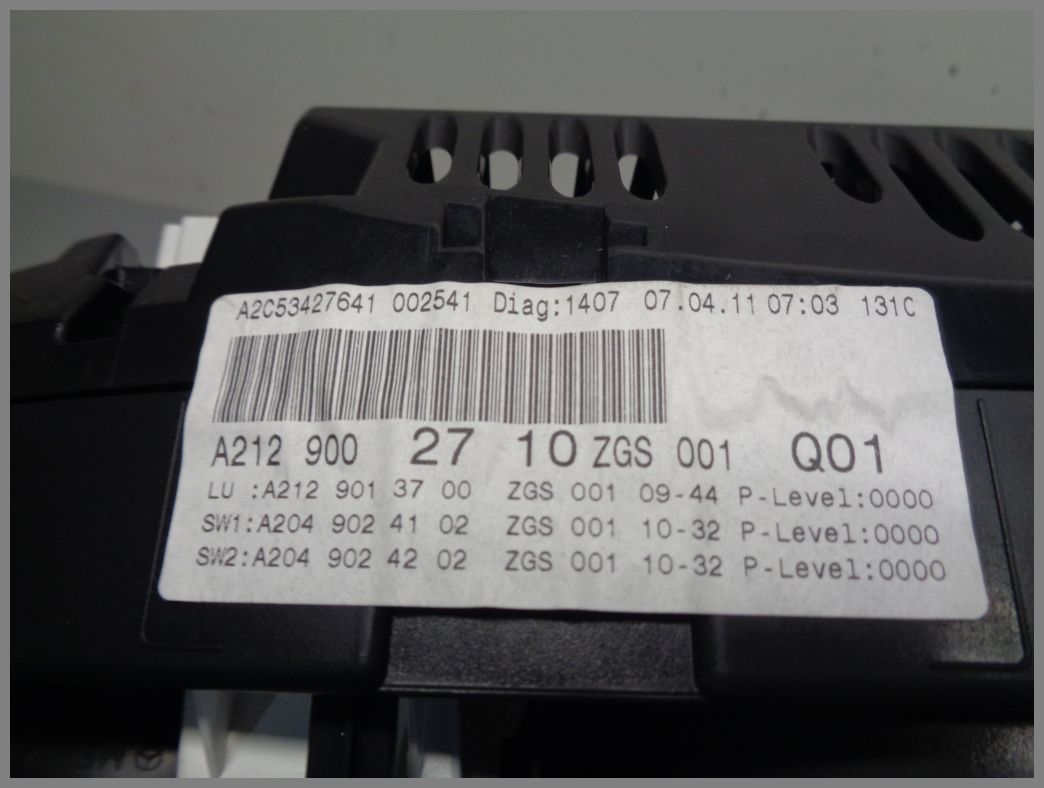 A2C53427641 002541 Diag:1407 07.04.11 07:03 131C
A212 900 27 10 ZGS 001 Q01
LU :A212 901 37 00 ZGS 001 09-44 P-Level:0000
SW1:A204 902 41 02 ZGS 001 10-32 P-Level:0000
SW2:A204 902 42 02 ZGS 001 10-32 P-Level:0000